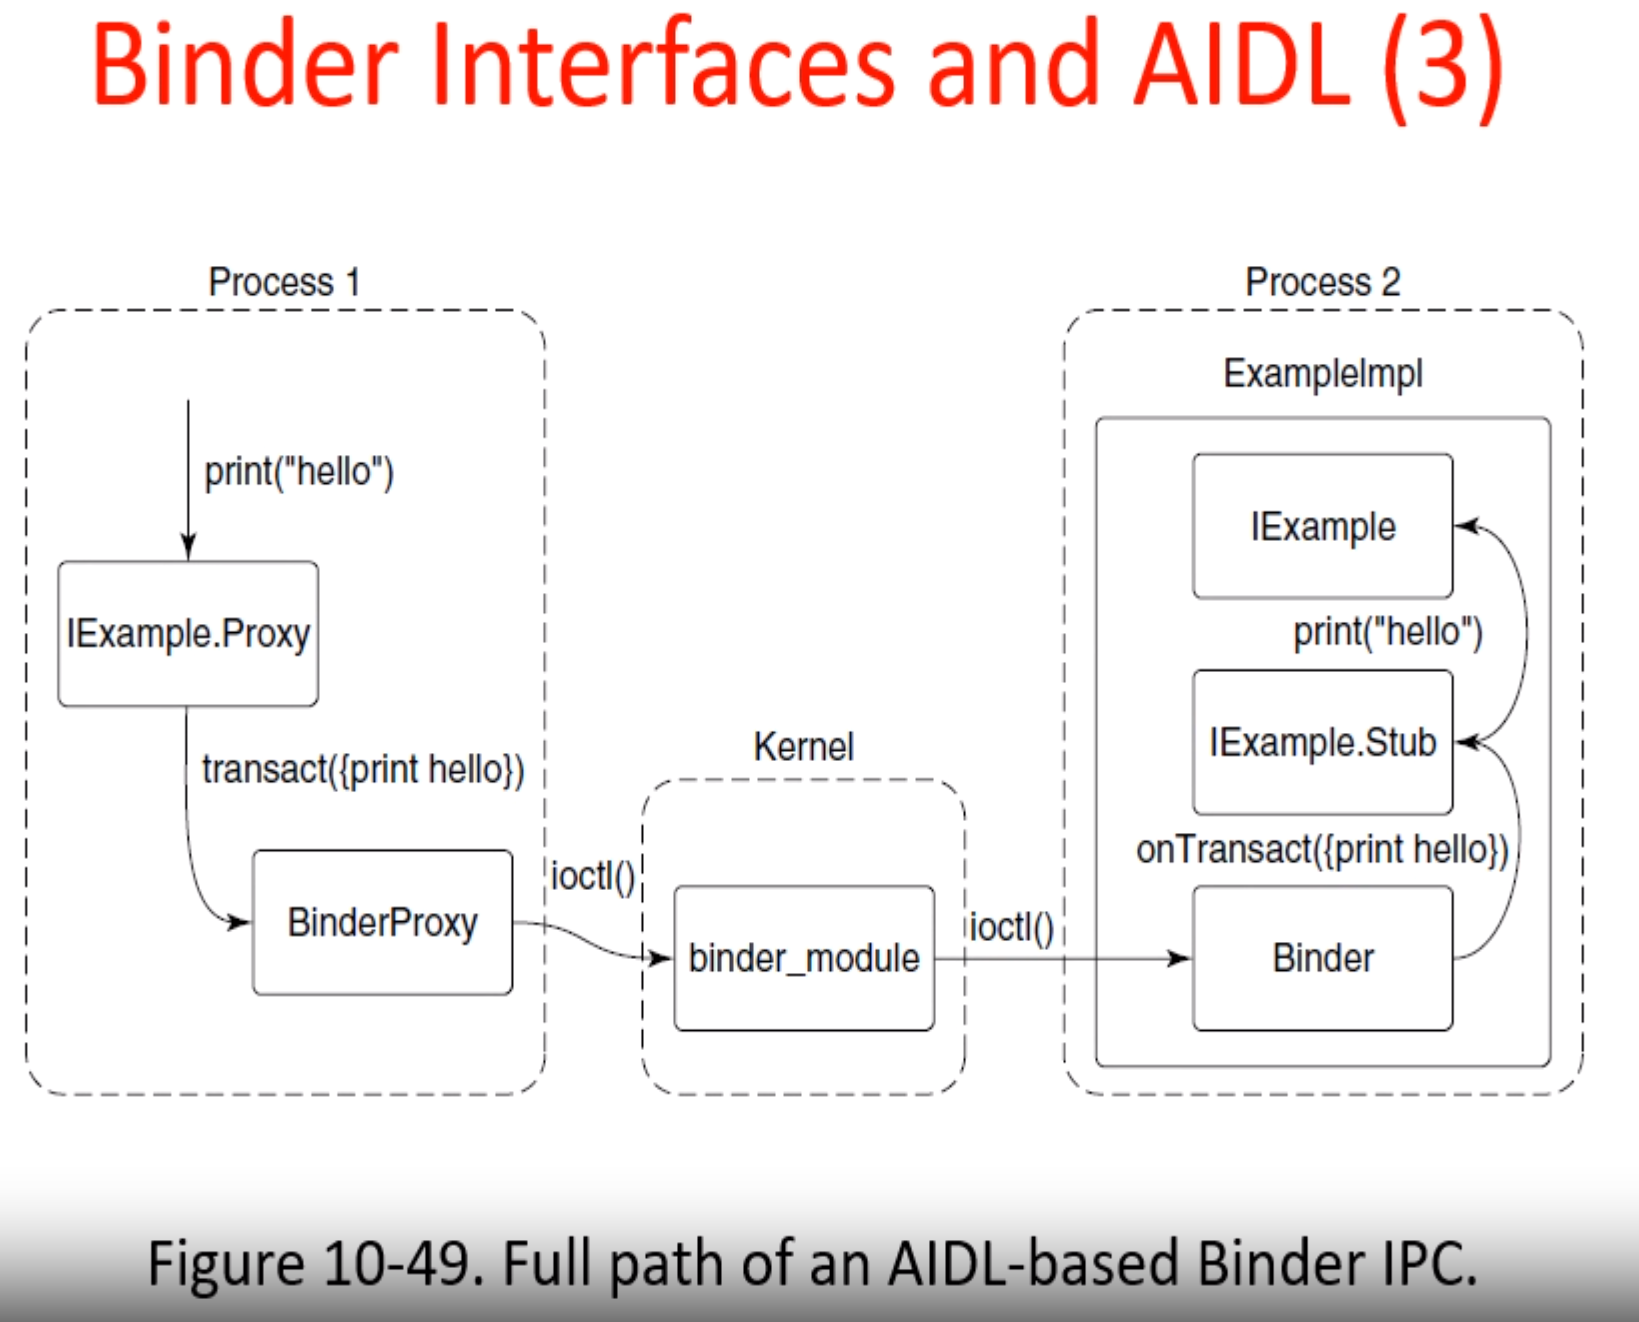 Binder Interfaces and AIDL (3)
Process 1
print("hello")
IExample.Proxy
transact({print hello})
BinderProxy
ioctl()
Kernel
binder_module
ioctl()
Process 2
ExampleImpl
IExample
print("hello")
IExample.Stub
onTransact({print hello})
Binder
Figure 10-49. Full path of an AIDL-based Binder IPC.